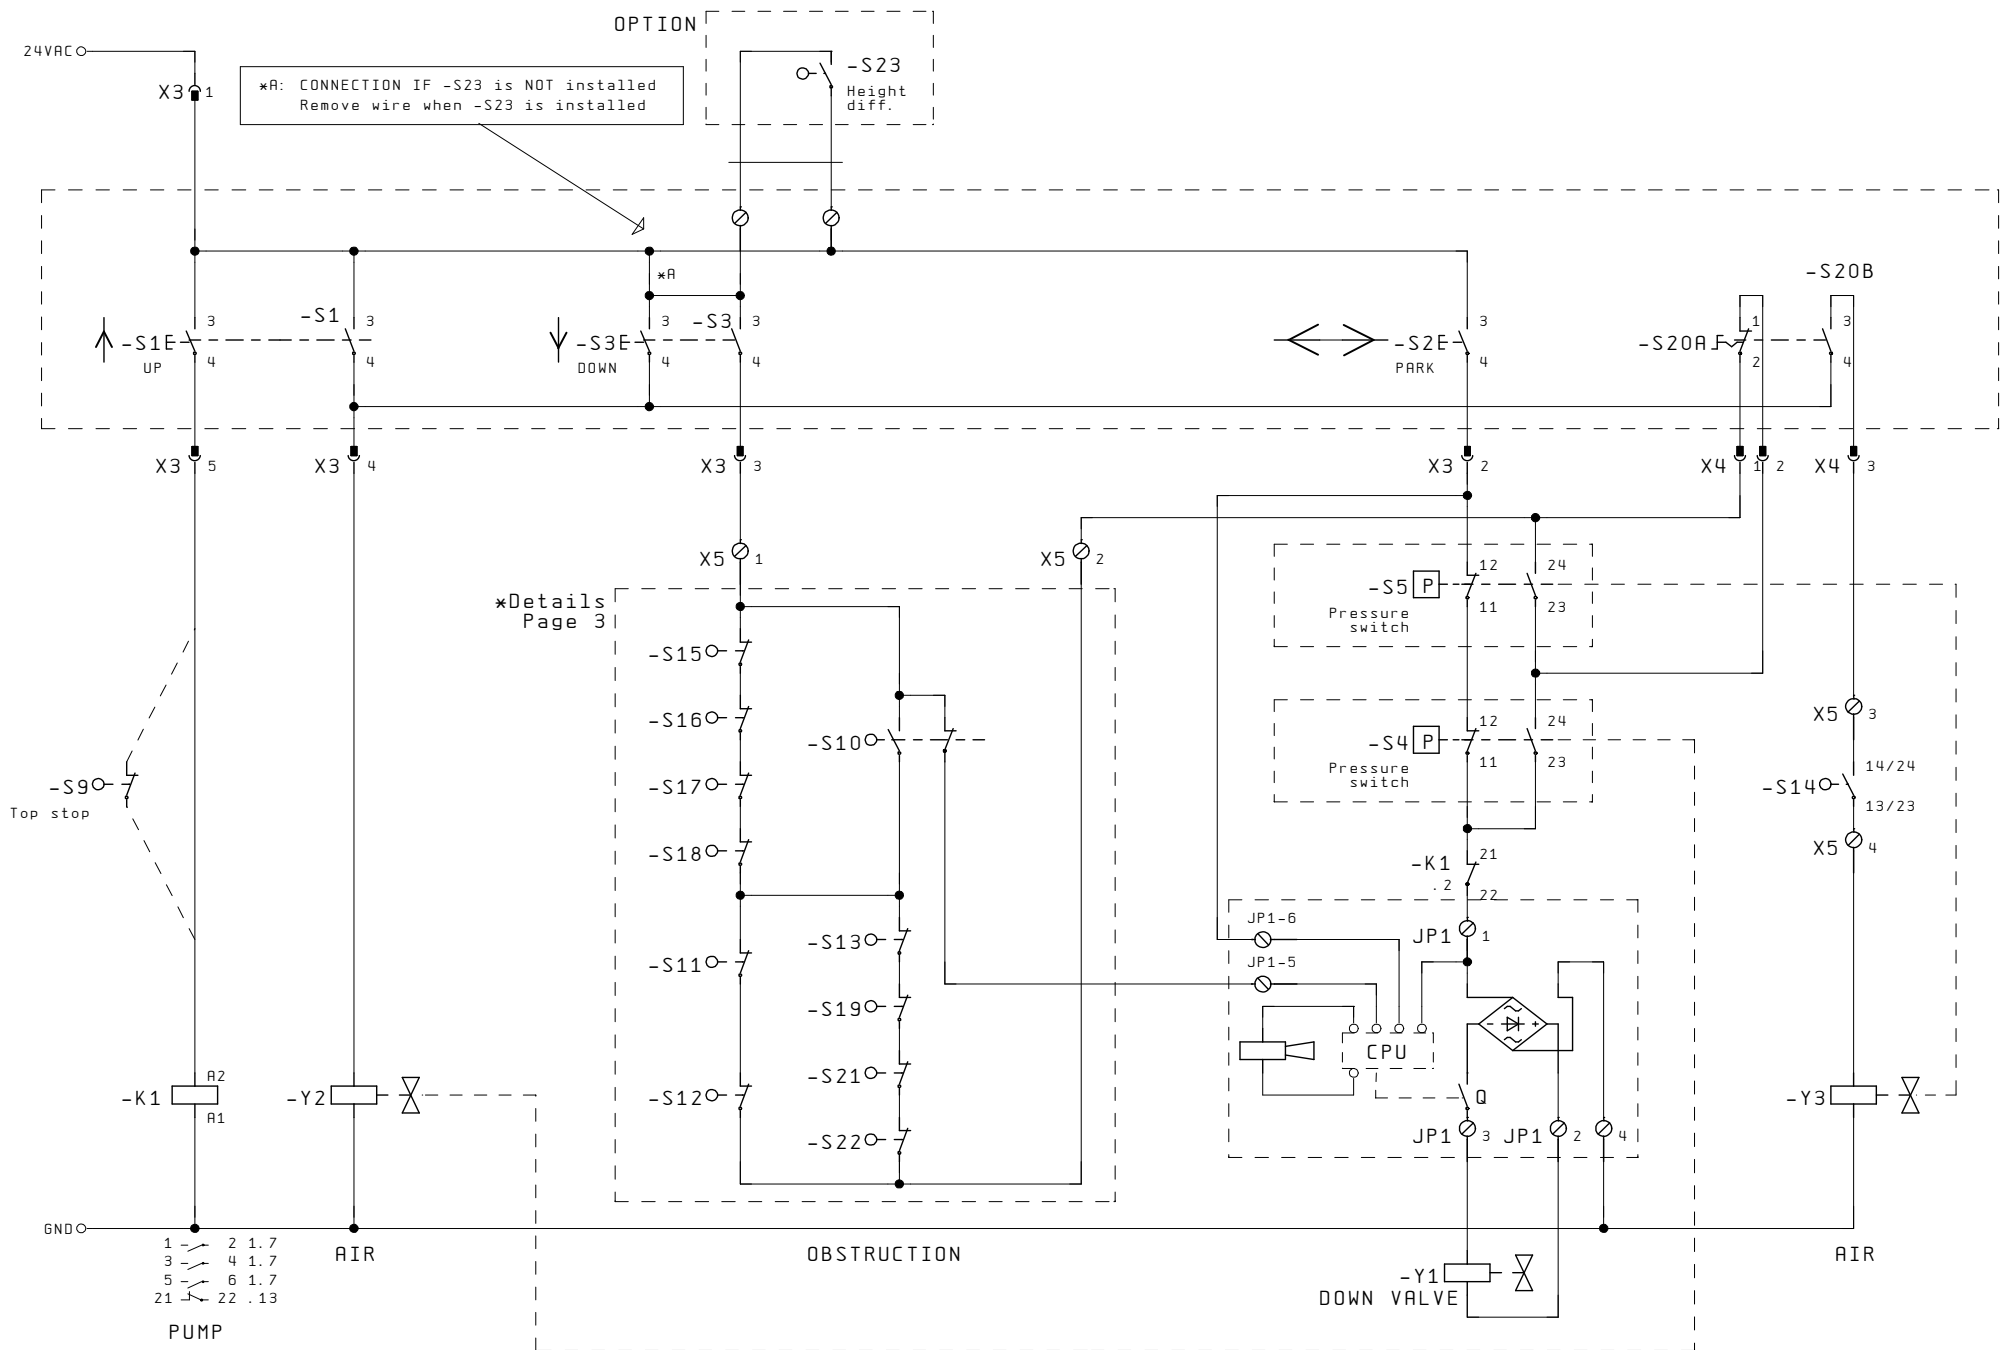 OPTION
24VAC
X3 1
*A: CONNECTION IF -S23 is NOT installed
Remove wire when -S23 is installed
-S23
Height
diff.
*A
-S20B
-S1E
UP
3
4
-S1
3
4
-S3E
DOWN
3
4
-S3
3
4
-S2E
PARK
3
4
-S20A
1
2
3
4
X3 5
X3 4
X3 3
X3 2
X4 1 2
X4 3
X5 1
X5 2
*Details
Page 3
-S5 P
Pressure
switch
12
11
24
23
-S15
-S16
-S10
-S17
-S18
-S4 P
Pressure
switch
12
11
24
23
X5 3
-S14
14/24
13/23
X5 4
-S9
Top stop
-K1
.2
21
22
-S13
-S11
-S19
-S21
-S12
-S22
JP1-6
JP1-5
JP1 1
CPU
- +
Q
JP1 3
JP1 2
4
-K1
A2
A1
-Y2
-Y3
GND
1 2 1.7
3 4 1.7
5 6 1.7
21 22 .13
PUMP
AIR
OBSTRUCTION
-Y1
DOWN VALVE
AIR